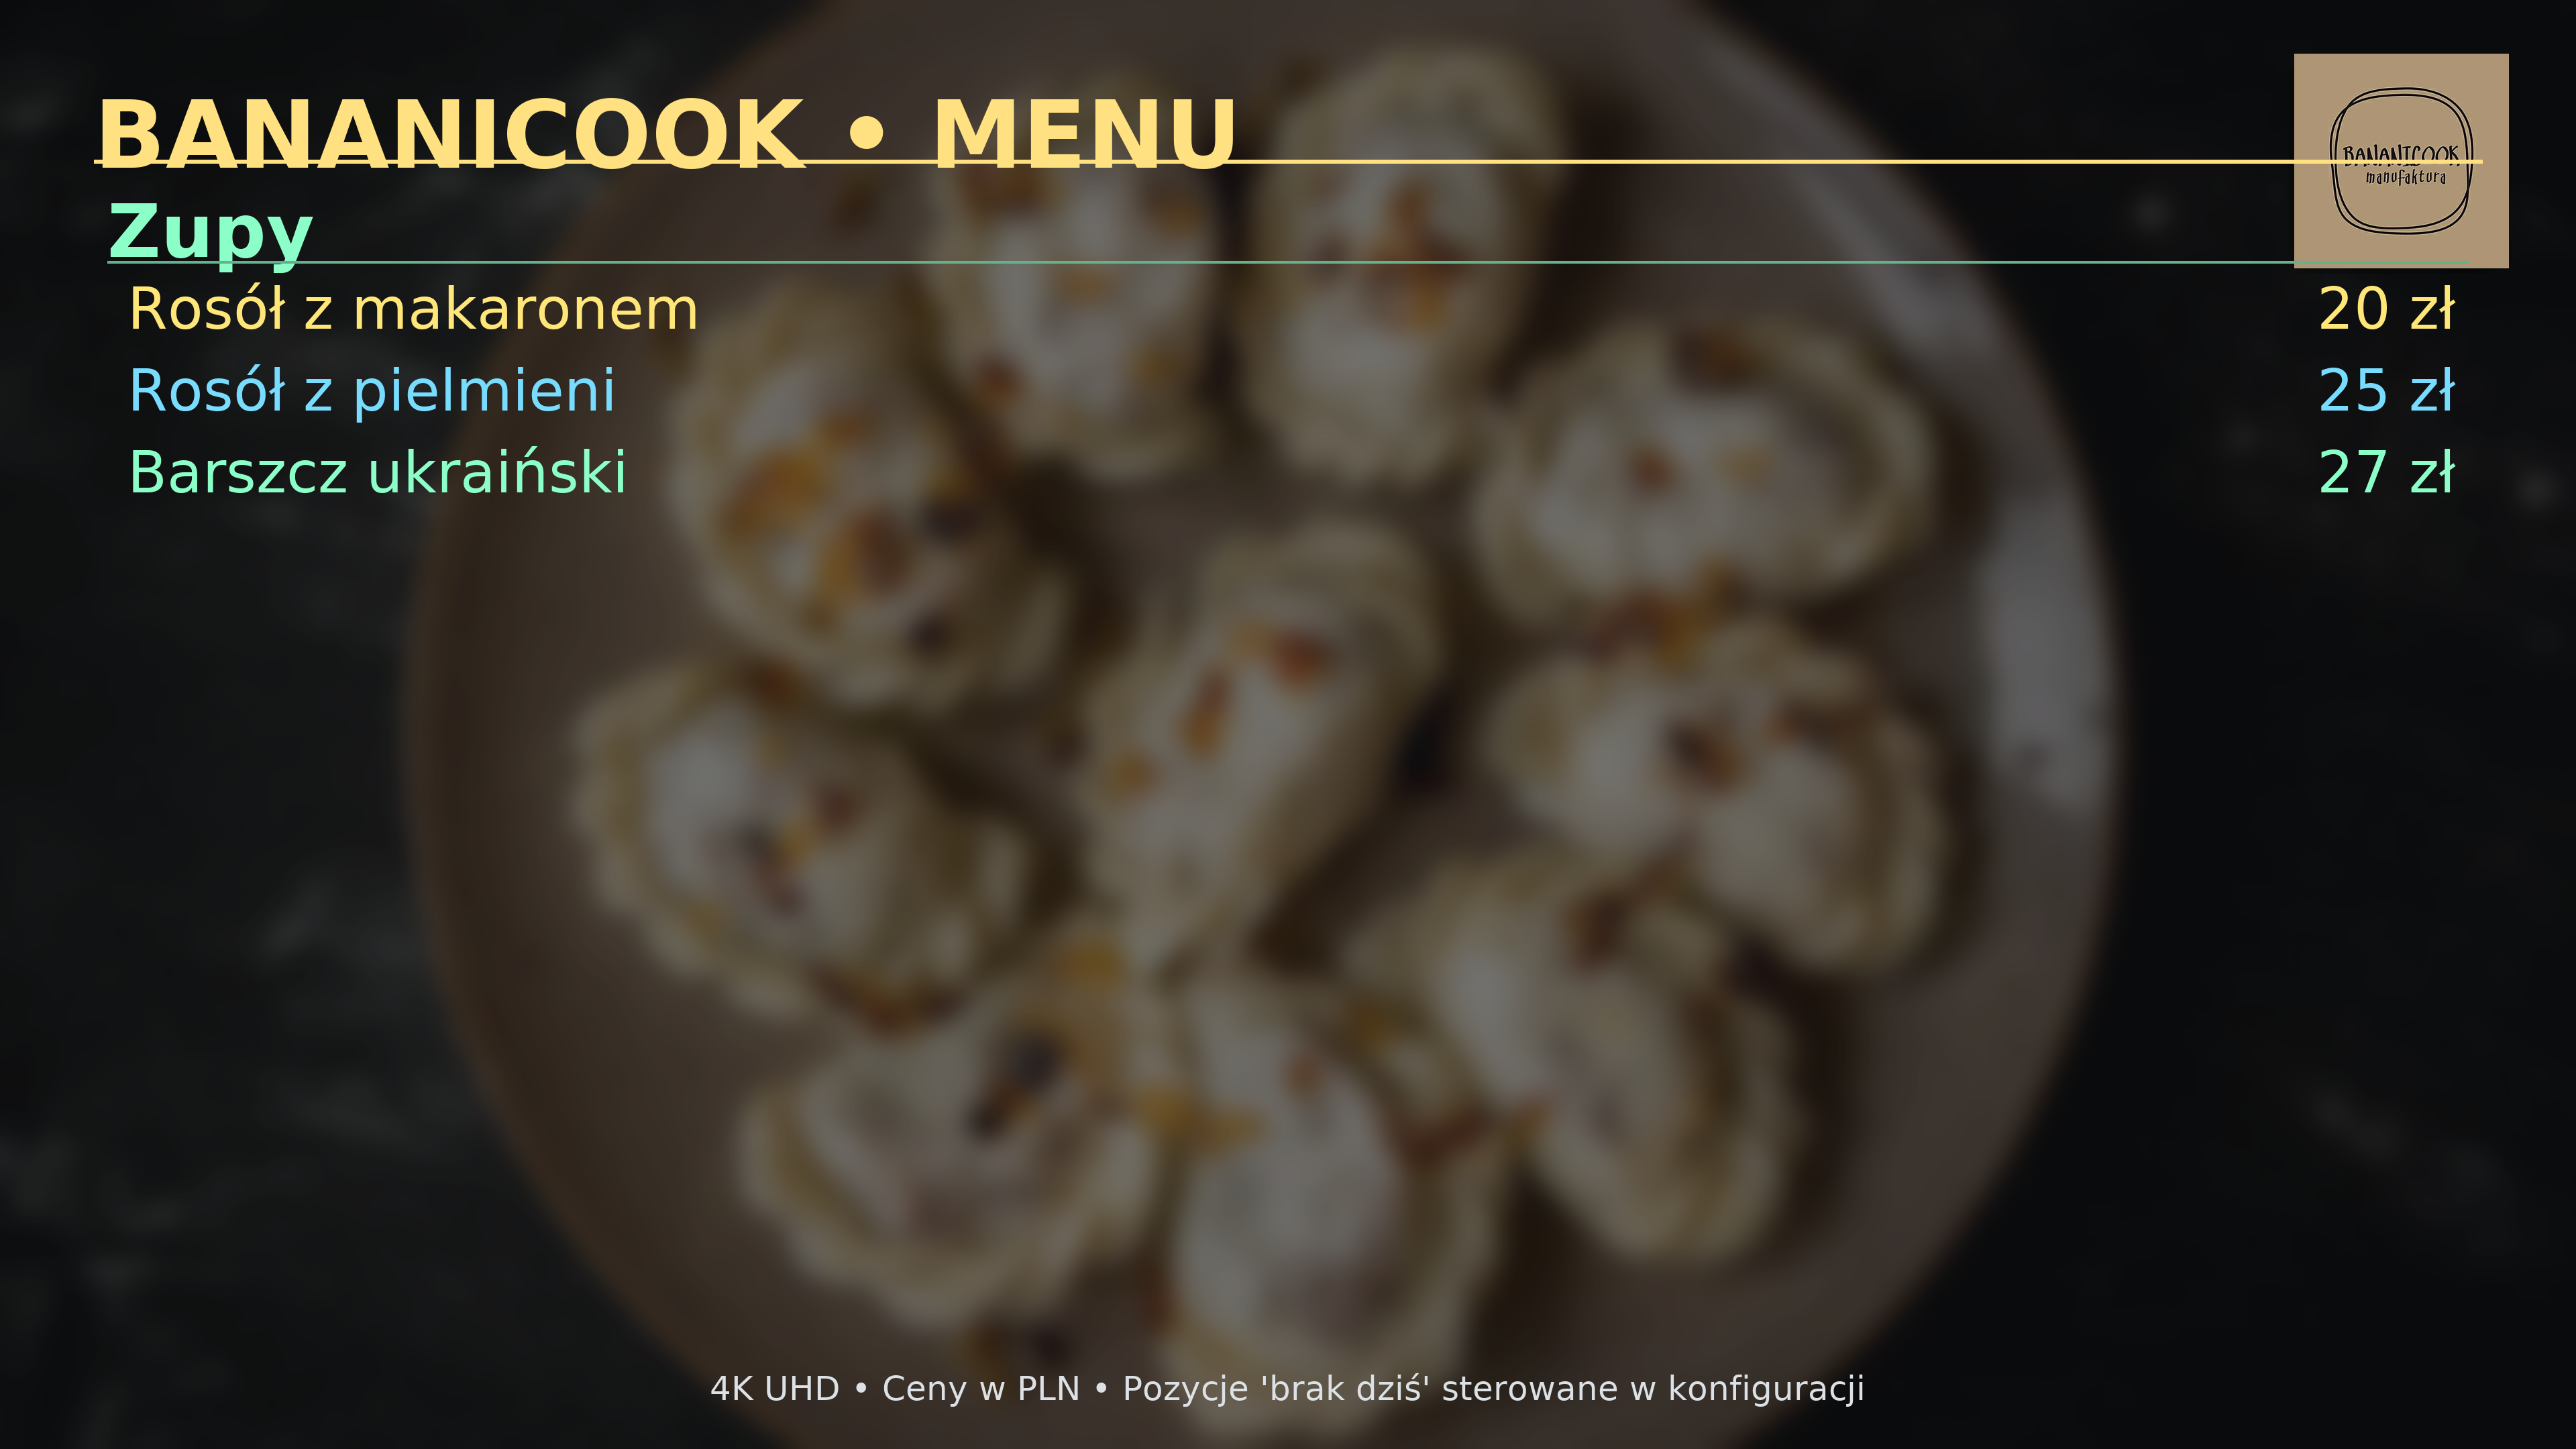 BANANICOOK • MENU
BANANICOOK
manufaktura
Zupy
Rosół z makaronem 20 zł
Rosół z pielmieni 25 zł
Barszcz ukraiński 27 zł
4K UHD • Ceny w PLN • Pozycje 'brak dziś' sterowane w konfiguracji